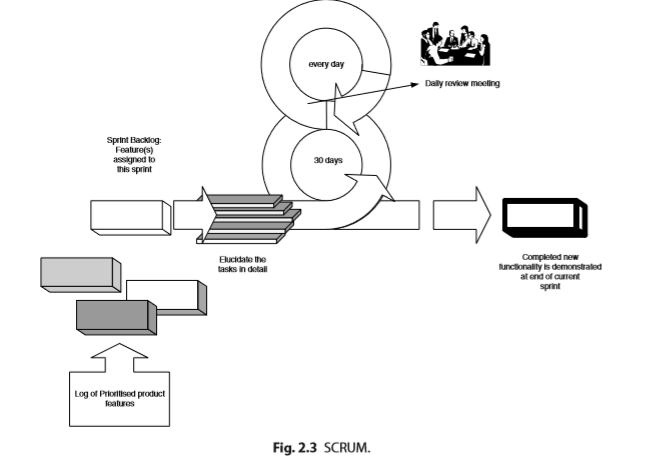 every day
Daily review meeting
Sprint Backlog:
Feature(s)
assigned to
this sprint
30 days
Elucidate the
tasks in detail
Completed new
functionality is demonstrated
at end of current
sprint
Log of Prioritised product
features
Fig. 2.3 SCRUM.